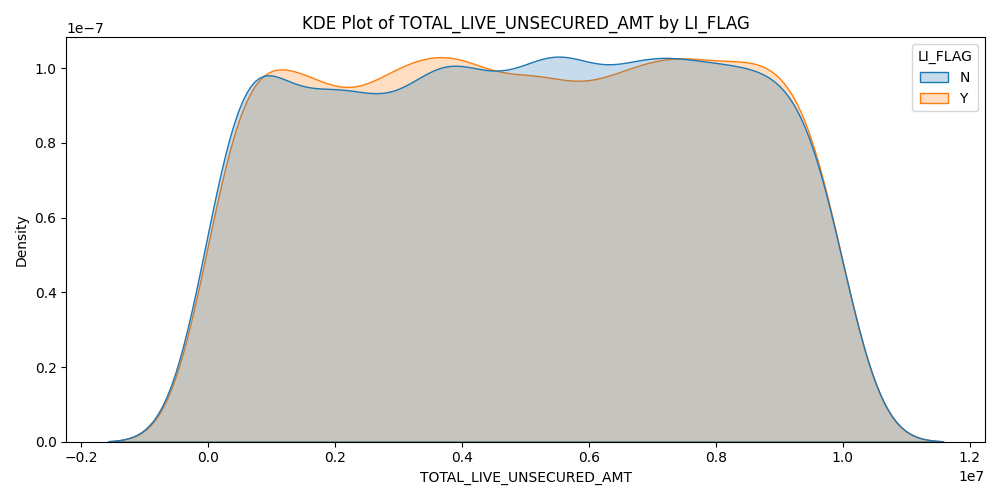 KDE Plot of TOTAL_LIVE_UNSECURED_AMT by LI_FLAG
1e−7
LI_FLAG
N
Y
1.0
0.8
0.6
0.4
0.2
0.0
Density
−0.2 0.0 0.2 0.4 0.6 0.8 1.0 1.2
1e7
TOTAL_LIVE_UNSECURED_AMT